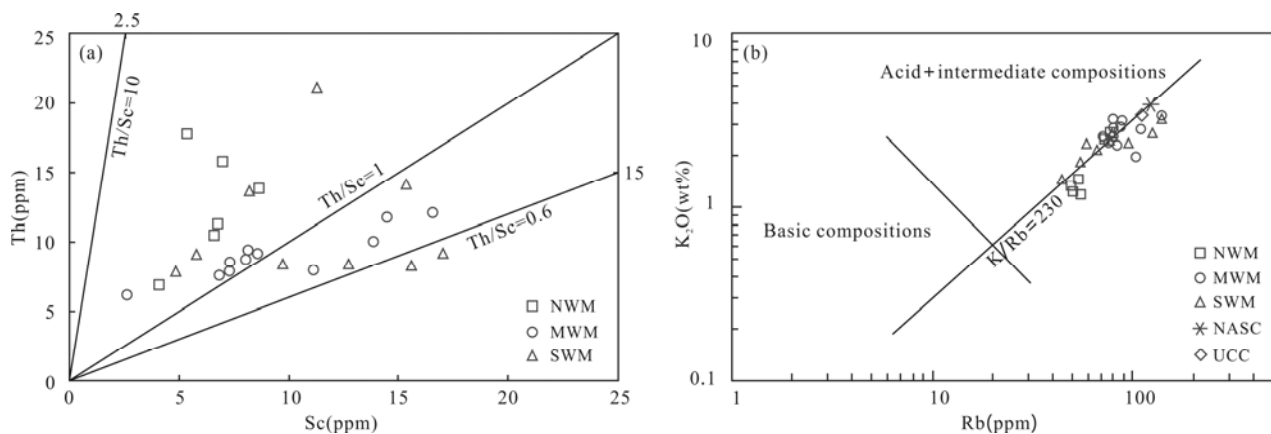 2.5
25
(a)
20
15
10
5
0
Th(ppm)
Th/Sc=10
Th/Sc=1
Th/Sc=0.6
15
NWM
MWM
SWM
0
5
10
15
20
25
Sc(ppm)
10
(b)
Acid+intermediate compositions
1
K₂O(wt%)
Basic compositions
K/Rb=230
NWM
MWM
SWM
NASC
UCC
0.1
1
10
100
Rb(ppm)